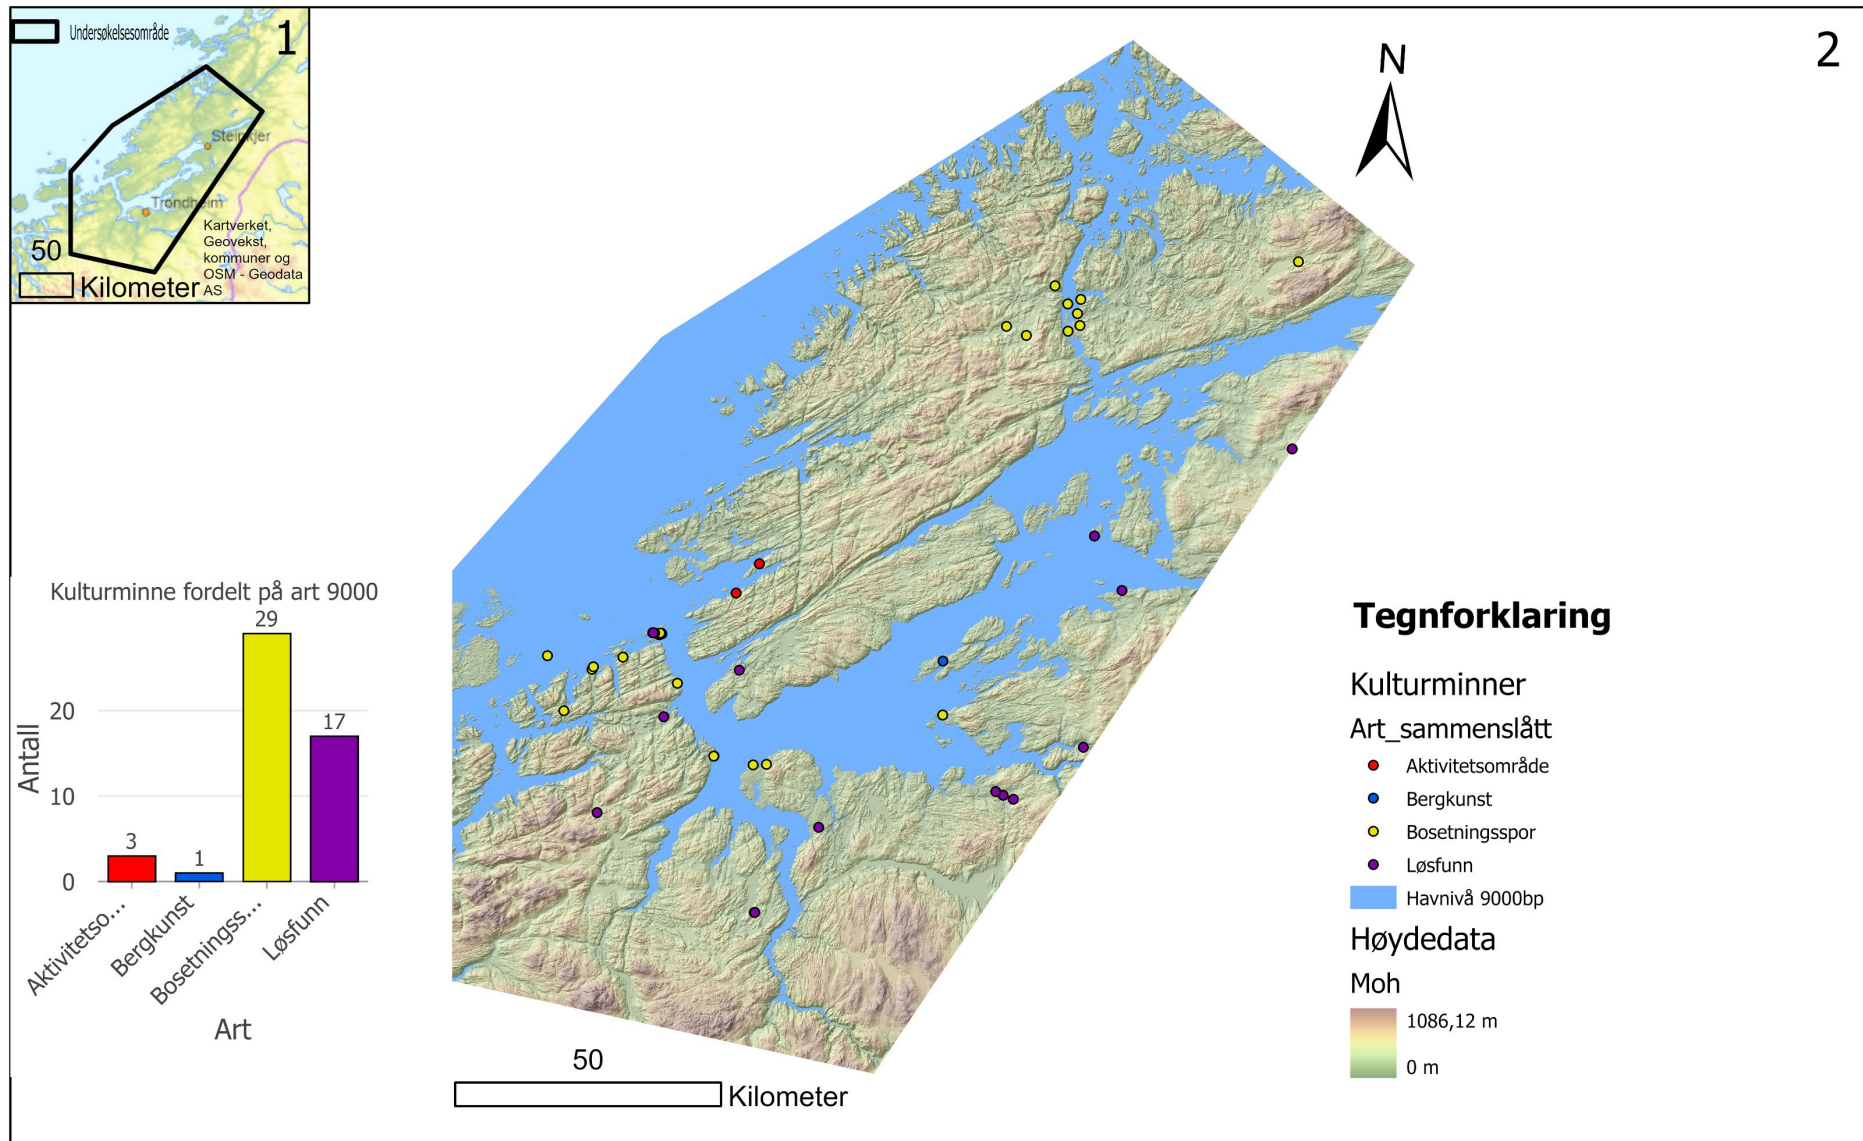 Undersøkelsesområde
1
Steinkjer
Trondheim
Kartverket,
Geovekst,
kommuner og
OSM - Geodata
AS
50
Kilometer
2
N
Kulturminne fordelt på art 9000
29
20
17
10
3
1
0
Antall
Aktivitetso...
Bergkunst
Bosetningss...
Løsfunn
Art
50
Kilometer
Tegnforklaring
Kulturminner
Art_sammenslått
Aktivitetsområde
Bergkunst
Bosetningsspor
Løsfunn
Havnivå 9000bp
Høydedata
Moh
1086,12 m
0 m